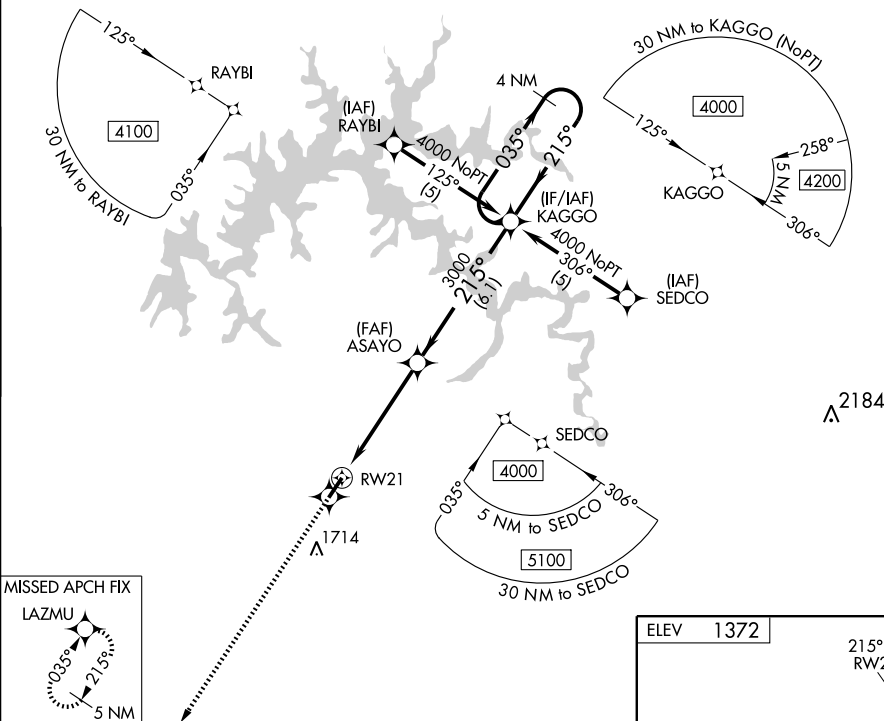 125°
RAYBI
4100
30 NM to RAYBI
035°
(IAF)
RAYBI
4000 NoPT
125°
(5)
4 NM
035°
215°
(IF/IAF)
KAGGO
4000 NoPT
306°
(5)
(IAF)
SEDCO
30 NM to KAGGO (NoPT)
4000
125°
258°
5 NM
4200
KAGGO
306°
3000
215°
(6.1)
(FAF)
ASAYO
2184
SEDCO
4000
035°
306°
5 NM to SEDCO
5100
30 NM to SEDCO
RW21
1714
MISSED APCH FIX
LAZMU
035°
215°
5 NM
ELEV 1372
215°